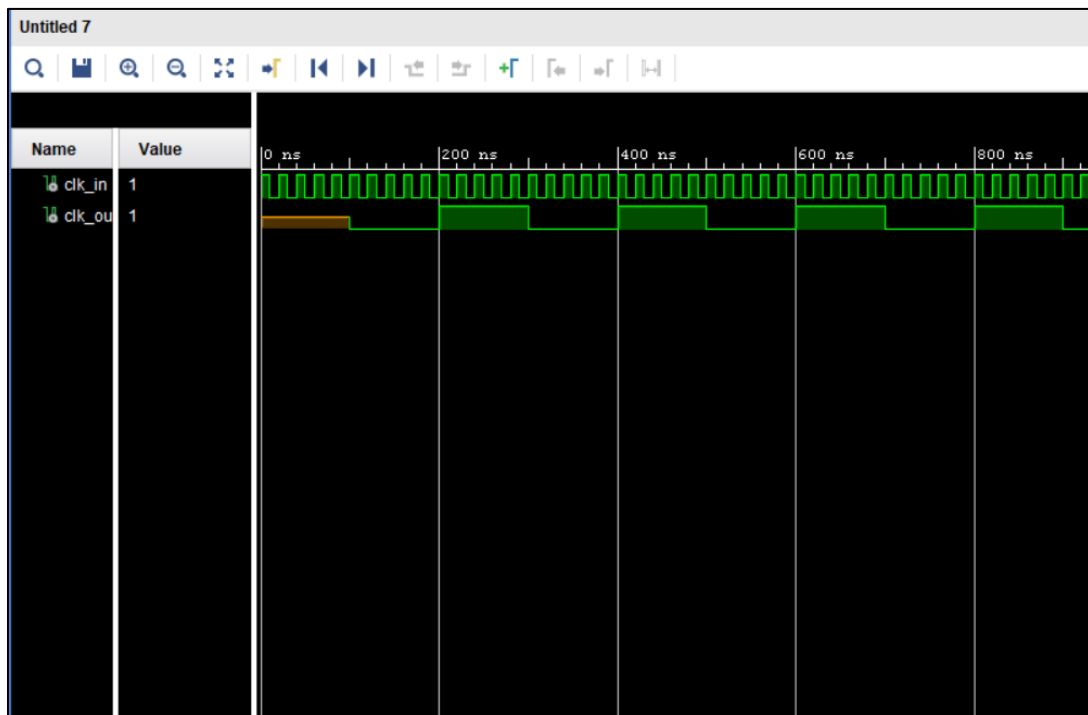 Untitled 7
Name Value
0 ns 200 ns 400 ns 600 ns 800 ns
clk_in 1
clk_ou 1